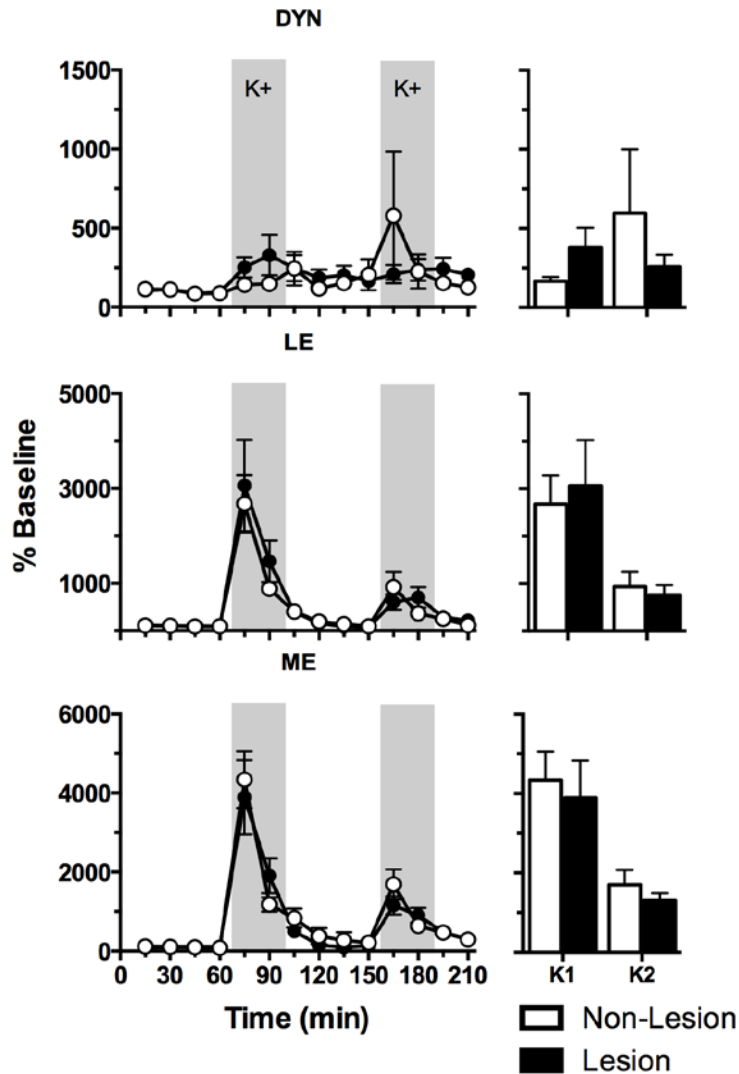 DYN
1500
1000
500
0
K+ K+
LE
5000
3000
1000
% Baseline
ME
6000
4000
2000
0
0 30 60 90 120 150 180 210
Time (min)
K1 K2
Non-Lesion
Lesion